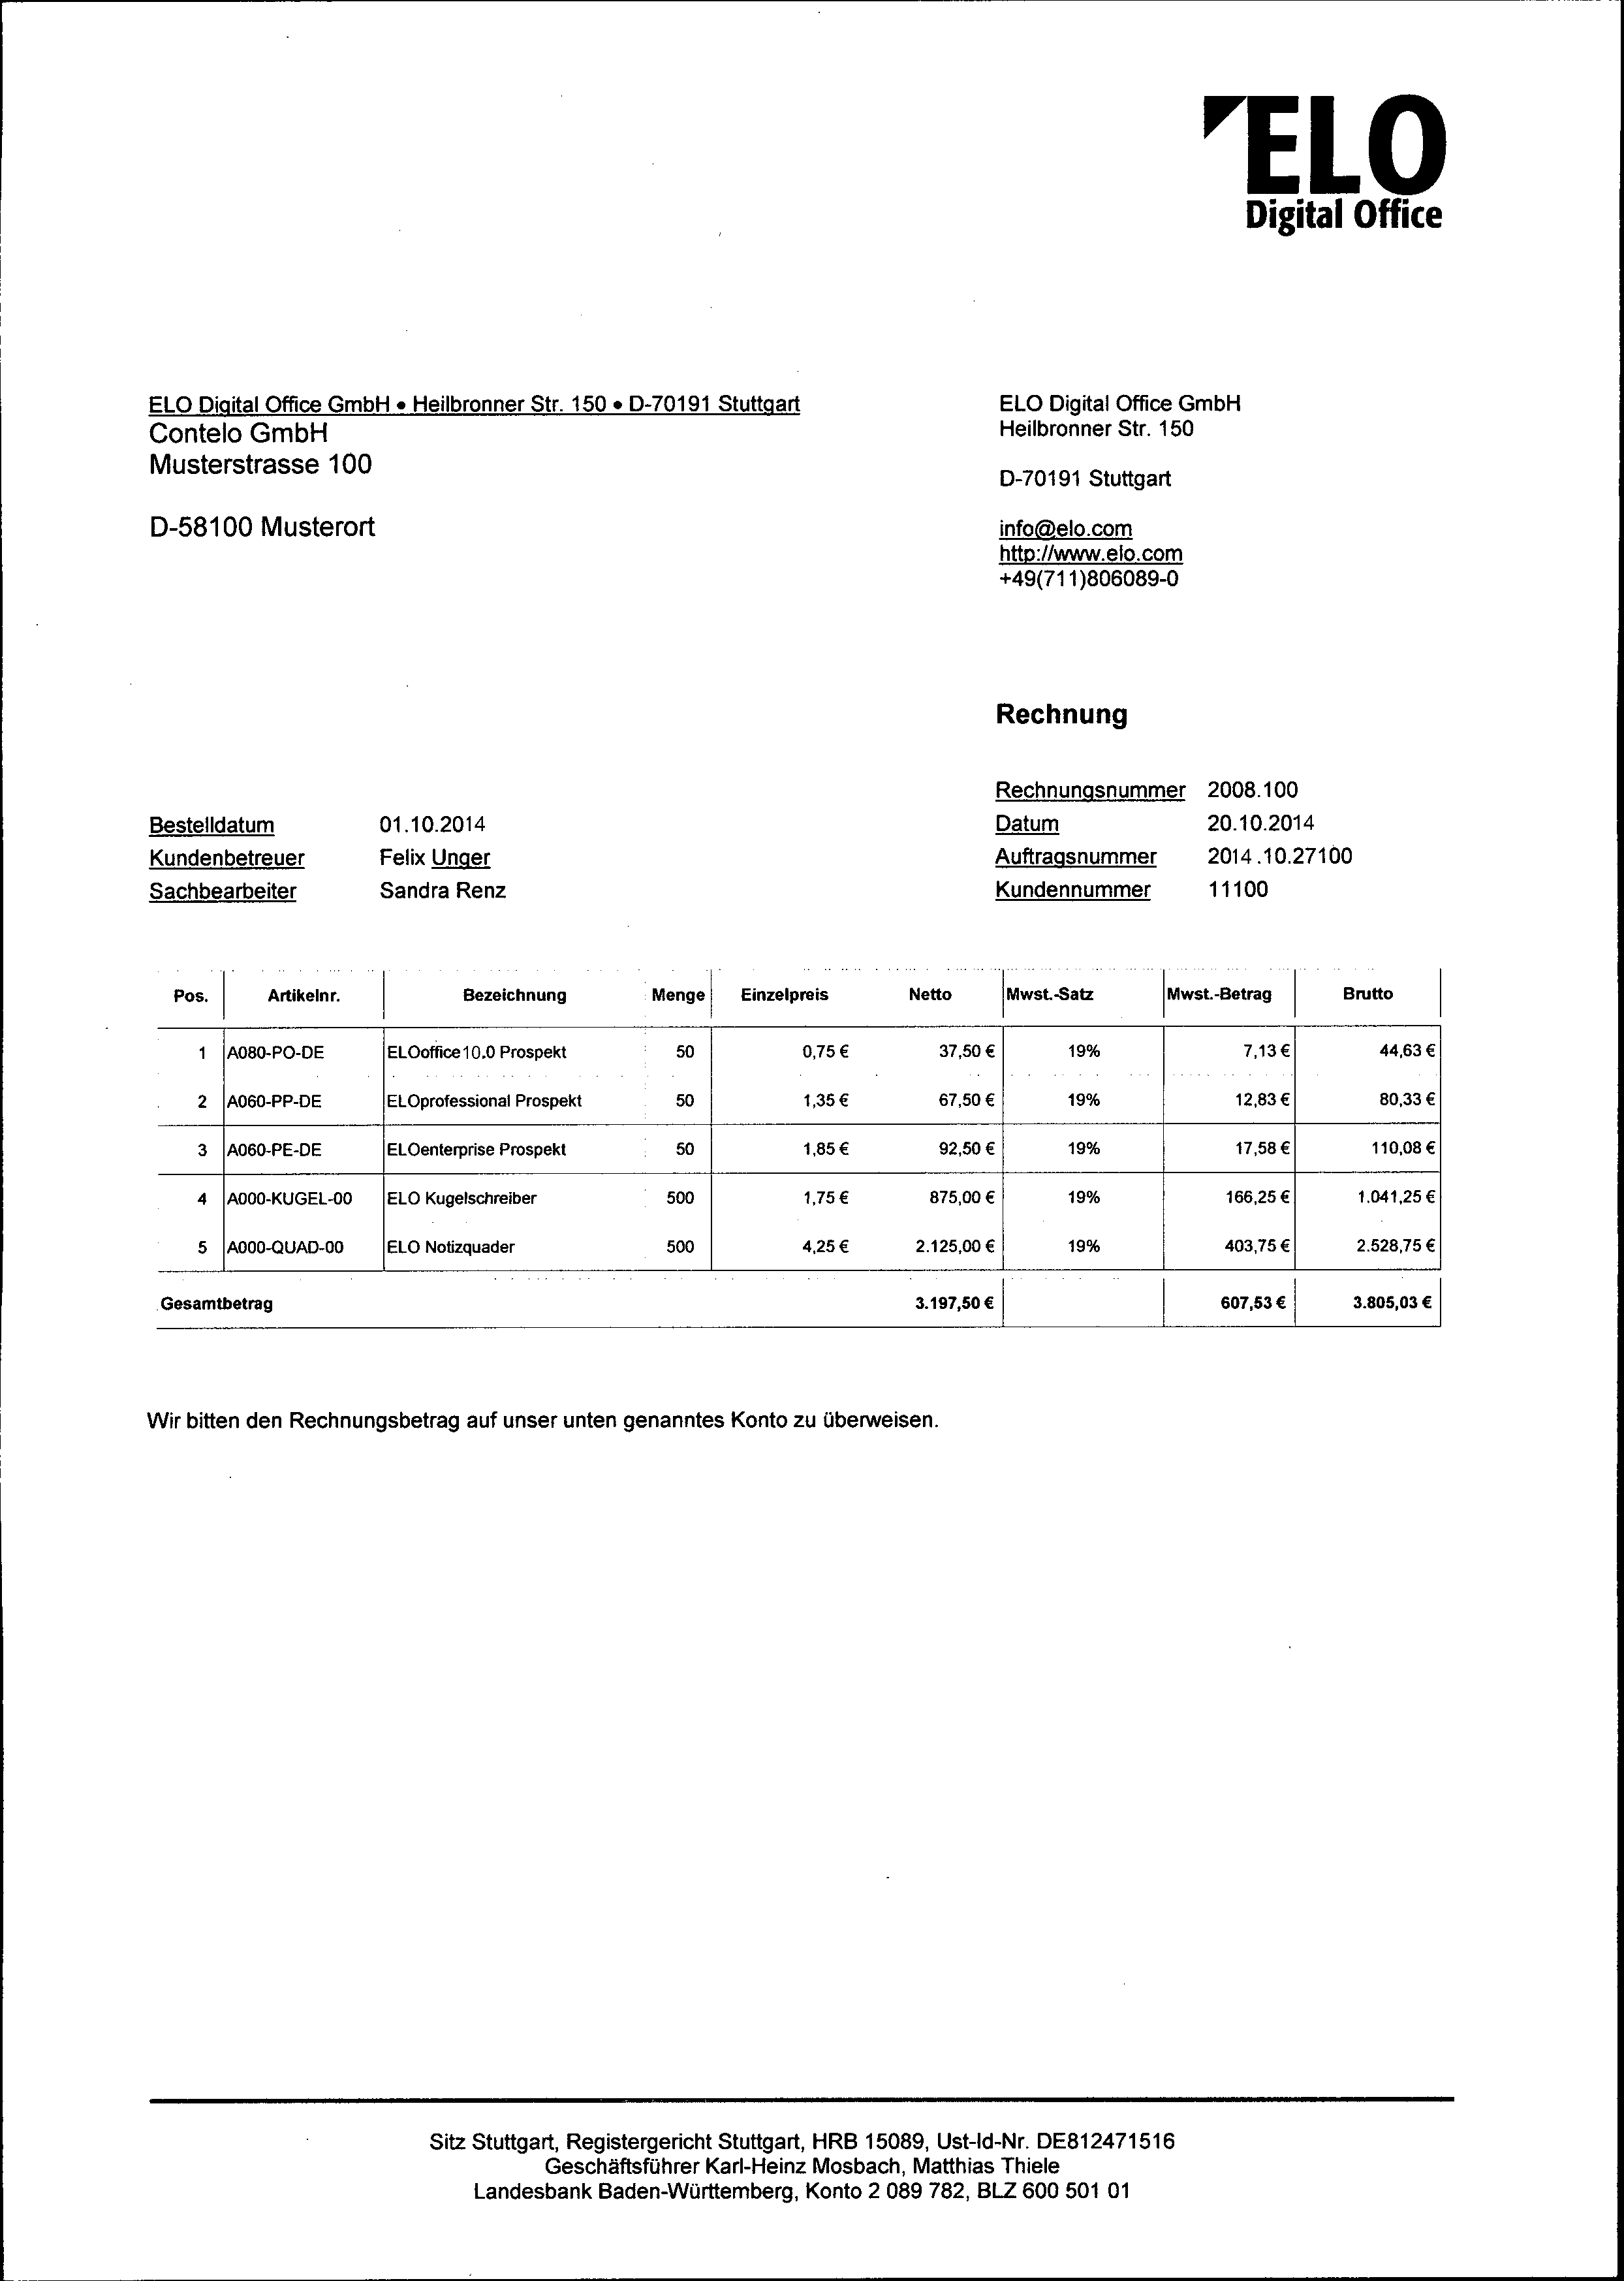 ELO
Digital Office
ELO Digital Office GmbH • Heilbronner Str. 150 • D-70191 Stuttgart
Contelo GmbH
Musterstrasse 100
D-58100 Musterort
ELO Digital Office GmbH
Heilbronner Str. 150
D-70191 Stuttgart
info@elo.com
http://www.elo.com
+49(711)806089-0
Rechnung
Rechnungsnummer 2008.100
Bestelldatum 01.10.2014 Datum 20.10.2014
Kundenbetreuer Felix Unger Auftragsnummer 2014.10.27100
Sachbearbeiter Sandra Renz Kundennummer 11100
Pos. Artikelnr. Bezeichnung Menge Einzelpreis Netto Mwst.-Satz Mwst.-Betrag Brutto
1 A080-PO-DE ELOoffice10.0 Prospekt 50 0,75 € 37,50 € 19% 7,13 € 44,63 €
2 A060-PP-DE ELOprofessional Prospekt 50 1,35 € 67,50 € 19% 12,83 € 80,33 €
3 A060-PE-DE ELOenterprise Prospekt 50 1,85 € 92,50 € 19% 17,58 € 110,08 €
4 A000-KUGEL-00 ELO Kugelschreiber 500 1,75 € 875,00 € 19% 166,25 € 1.041,25 €
5 A000-QUAD-00 ELO Notizquader 500 4,25 € 2.125,00 € 19% 403,75 € 2.528,75 €
Gesamtbetrag 3.197,50 € 607,53 € 3.805,03 €
Wir bitten den Rechnungsbetrag auf unser unten genanntes Konto zu überweisen.
Sitz Stuttgart, Registergericht Stuttgart, HRB 15089, Ust-Id-Nr. DE812471516
Geschäftsführer Karl-Heinz Mosbach, Matthias Thiele
Landesbank Baden-Württemberg, Konto 2 089 782, BLZ 600 501 01